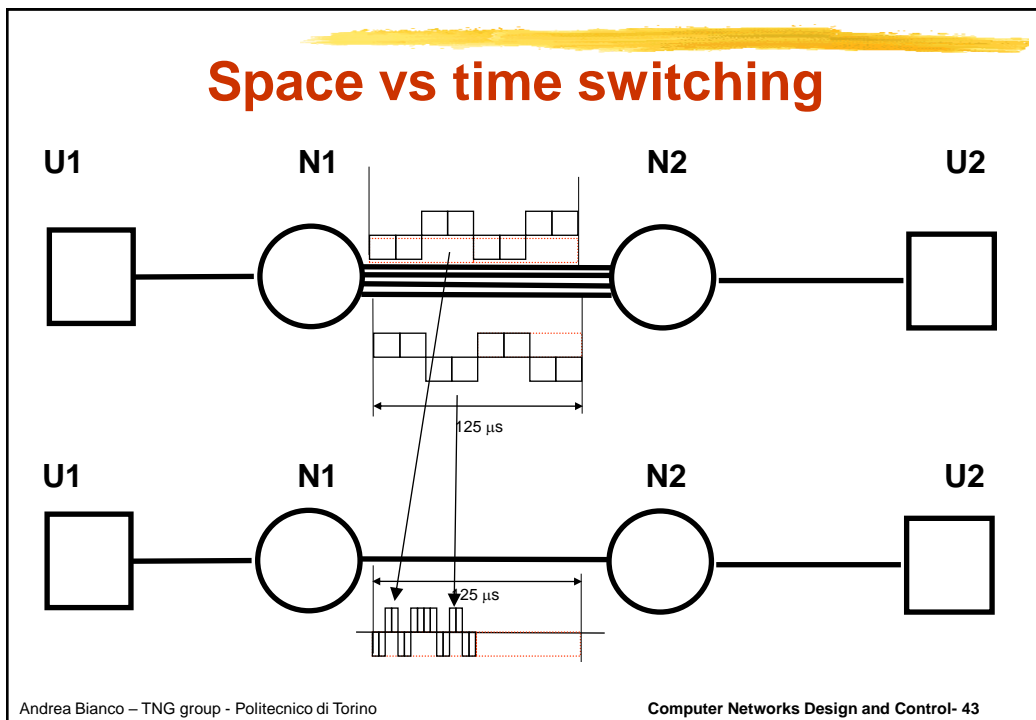 Space vs time switching
U1 N1 N2 U2
125 μs
U1 N1 N2 U2
125 μs
Andrea Bianco – TNG group - Politecnico di Torino Computer Networks Design and Control- 43